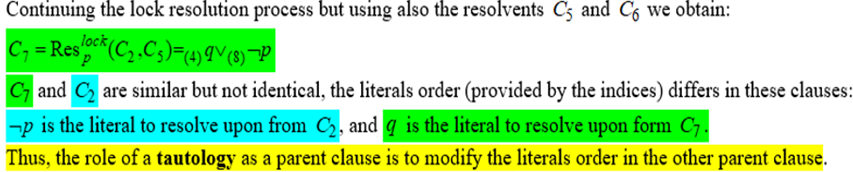 Continuing the lock resolution process but using also the resolvents C₅ and C₆ we obtain:
C₇ = Resₚˡᵒᶜᵏ(C₂,C₅)=₍₄₎q∨₍₈₎¬p
C₇ and C₂ are similar but not identical, the literals order (provided by the indices) differs in these clauses:
¬p is the literal to resolve upon from C₂, and q is the literal to resolve upon form C₇.
Thus, the role of a tautology as a parent clause is to modify the literals order in the other parent clause.